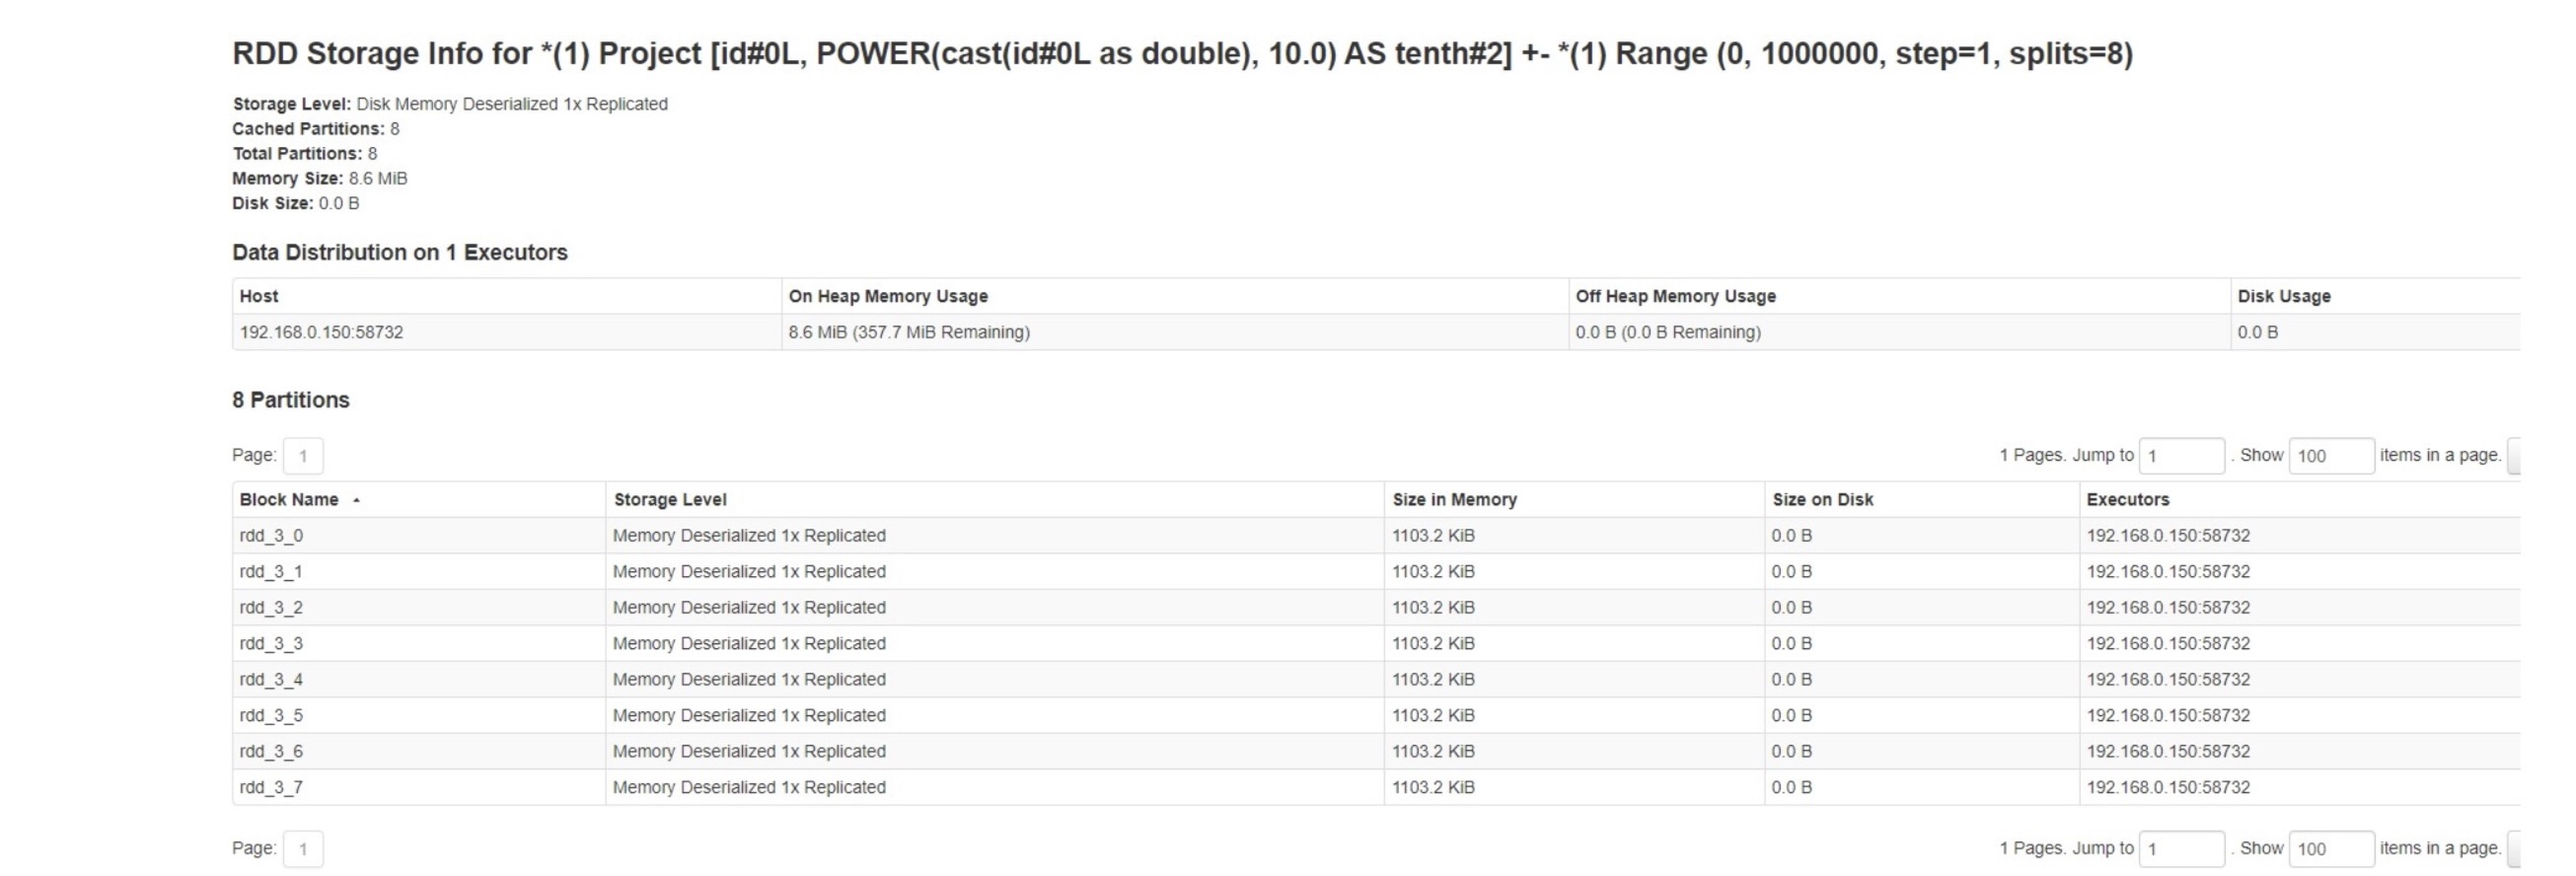 RDD Storage Info for *(1) Project [id#0L, POWER(cast(id#0L as double), 10.0) AS tenth#2] +- *(1) Range (0, 1000000, step=1, splits=8)
Storage Level: Disk Memory Deserialized 1x Replicated
Cached Partitions: 8
Total Partitions: 8
Memory Size: 8.6 MiB
Disk Size: 0.0 B
Data Distribution on 1 Executors
Host On Heap Memory Usage Off Heap Memory Usage Disk Usage
192.168.0.150:58732 8.6 MiB (357.7 MiB Remaining) 0.0 B (0.0 B Remaining) 0.0 B
8 Partitions
Page: 1 1 Pages. Jump to 1 . Show 100 items in a page.
Block Name Storage Level Size in Memory Size on Disk Executors
rdd_3_0 Memory Deserialized 1x Replicated 1103.2 KiB 0.0 B 192.168.0.150:58732
rdd_3_1 Memory Deserialized 1x Replicated 1103.2 KiB 0.0 B 192.168.0.150:58732
rdd_3_2 Memory Deserialized 1x Replicated 1103.2 KiB 0.0 B 192.168.0.150:58732
rdd_3_3 Memory Deserialized 1x Replicated 1103.2 KiB 0.0 B 192.168.0.150:58732
rdd_3_4 Memory Deserialized 1x Replicated 1103.2 KiB 0.0 B 192.168.0.150:58732
rdd_3_5 Memory Deserialized 1x Replicated 1103.2 KiB 0.0 B 192.168.0.150:58732
rdd_3_6 Memory Deserialized 1x Replicated 1103.2 KiB 0.0 B 192.168.0.150:58732
rdd_3_7 Memory Deserialized 1x Replicated 1103.2 KiB 0.0 B 192.168.0.150:58732
Page: 1 1 Pages. Jump to 1 . Show 100 items in a page.